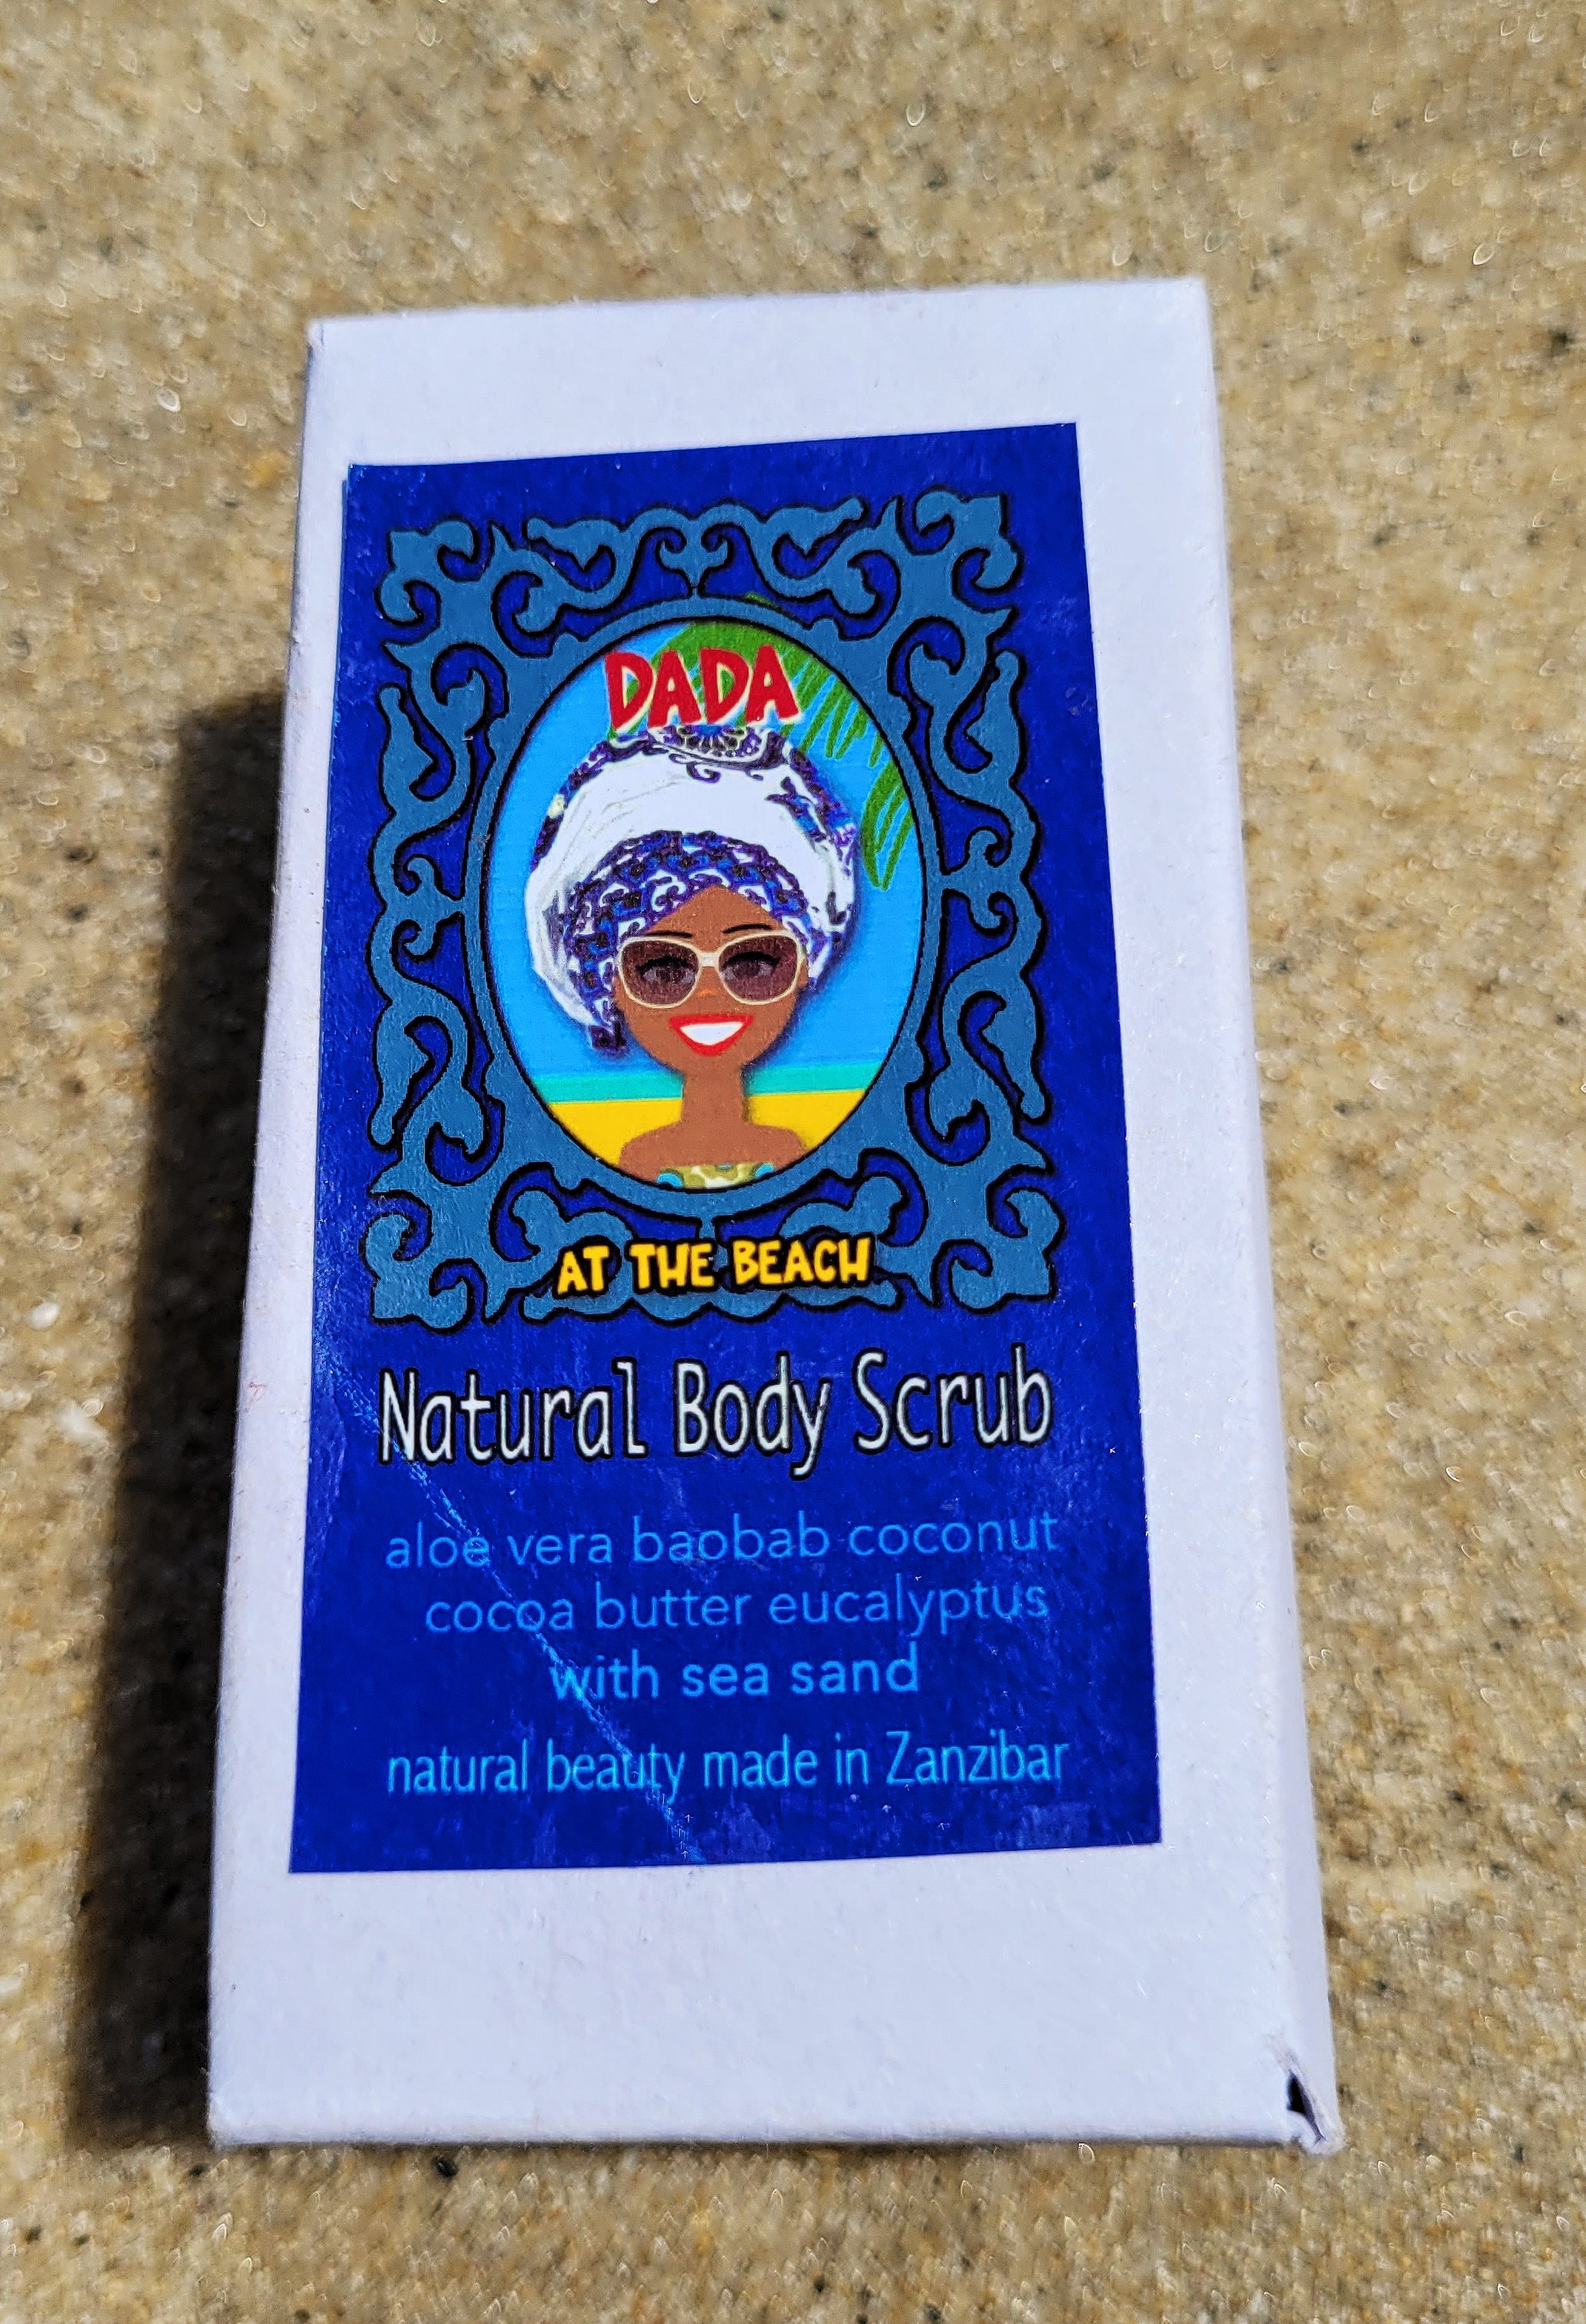 DADA
AT THE BEACH
Natural Body Scrub
aloe vera baobab coconut
cocoa butter eucalyptus
with sea sand
natural beauty made in Zanzibar